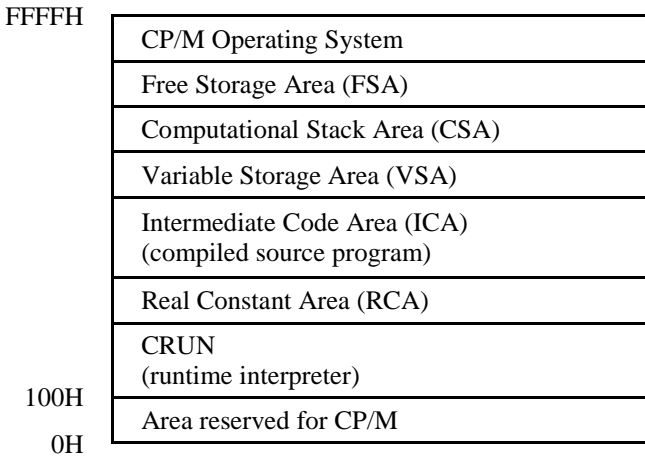 FFFFH
CP/M Operating System
Free Storage Area (FSA)
Computational Stack Area (CSA)
Variable Storage Area (VSA)
Intermediate Code Area (ICA)
(compiled source program)
Real Constant Area (RCA)
CRUN
(runtime interpreter)
100H
Area reserved for CP/M
0H